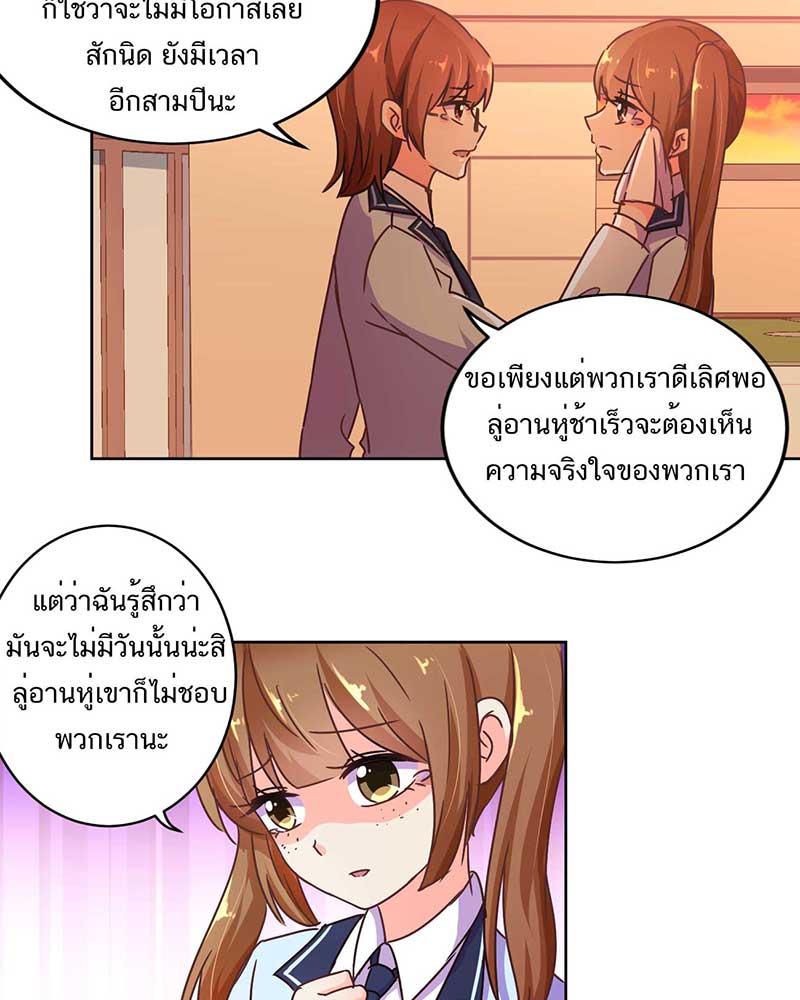 ก็ใช่ว่าจะไม่มีโอกาสเลย
สักนิด ยังมีเวลา
อีกสามปีนะ
ขอเพียงแต่พวกเราดีเลิศพอ
ลู่อานหู่ช้าเร็วจะต้องเห็น
ความจริงใจของพวกเรา
แต่ว่าฉันรู้สึกว่า
มันจะไม่มีวันนั้นน่ะสิ
ลู่อานหู่เขาก็ไม่ชอบ
พวกเรานะ